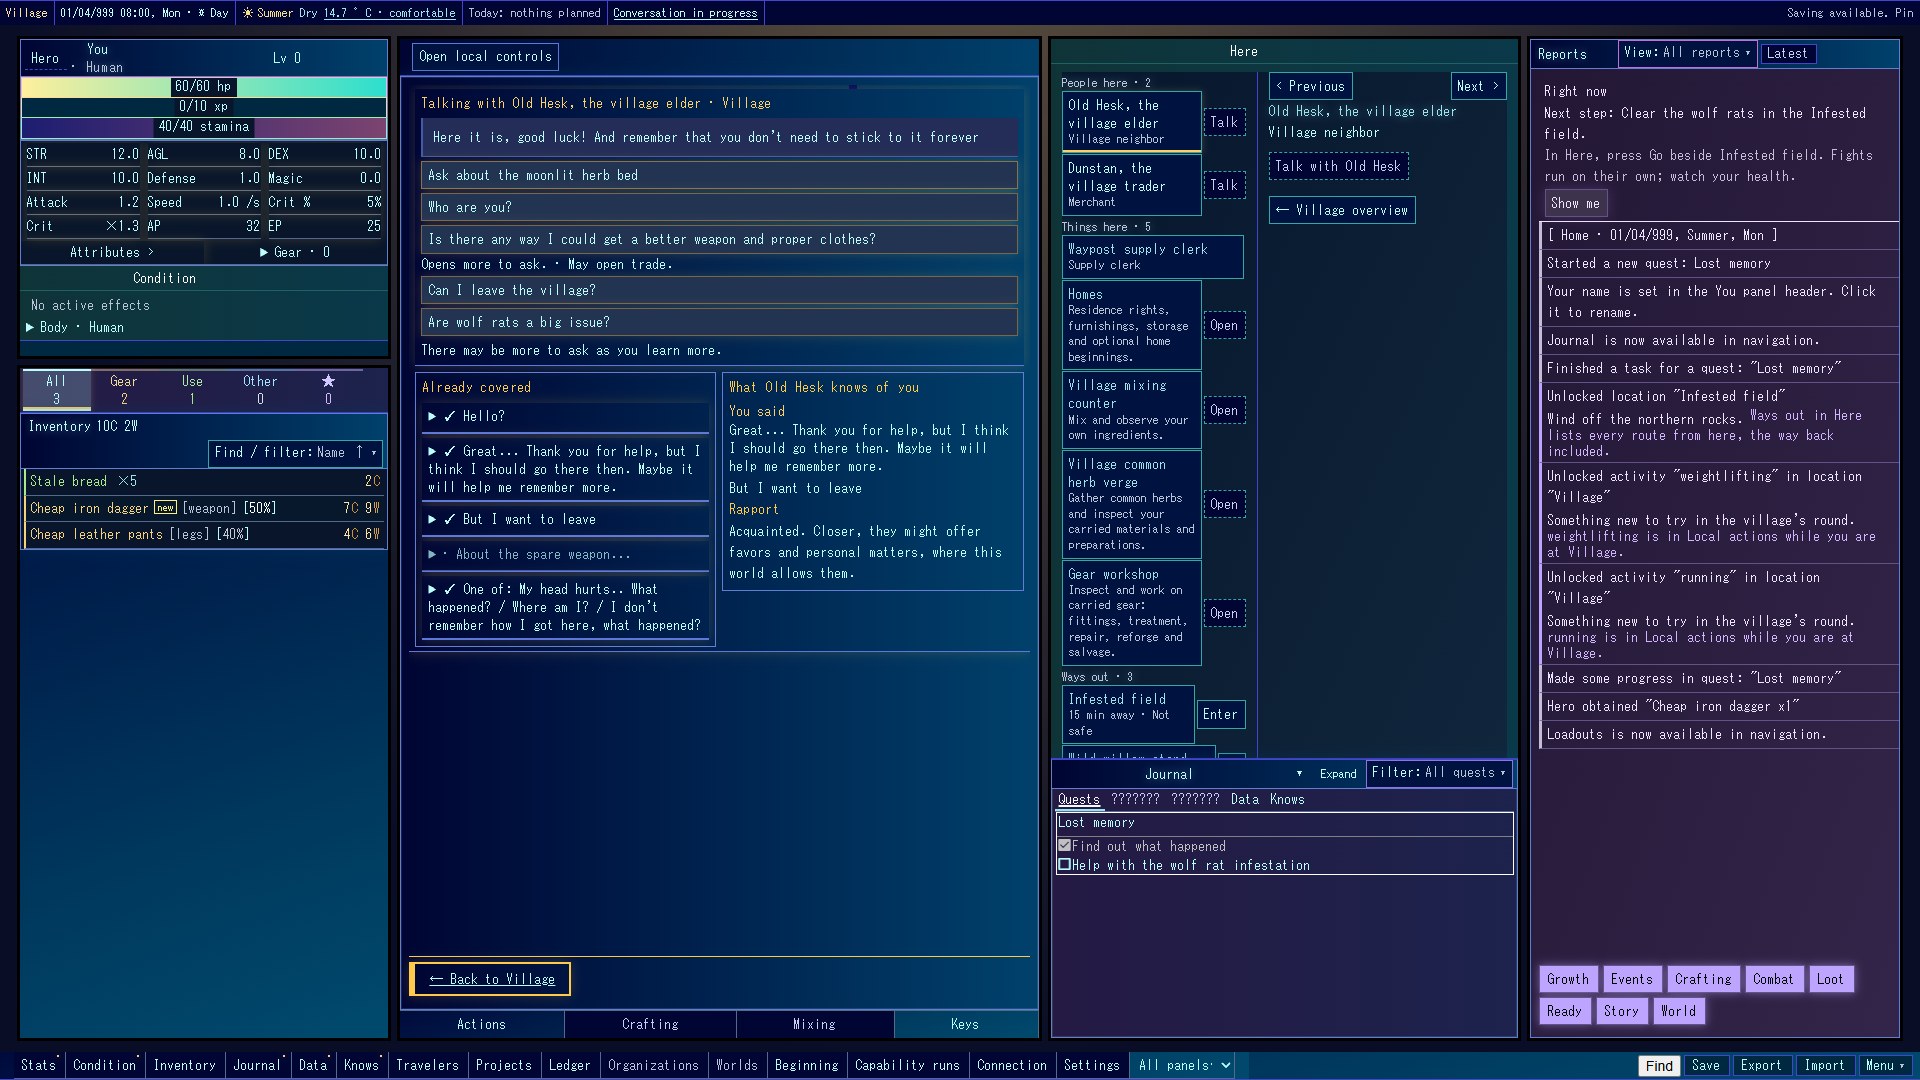 Village 01/04/999 08:00, Mon · ☀ Day ☀ Summer Dry 14.7 ° C · comfortable Today: nothing planned Conversation in progress Saving available. Pin
Hero · You Human Lv 0
60/60 hp
0/10 xp
40/40 stamina
STR 12.0 AGL 8.0 DEX 10.0
INT 10.0 Defense 1.0 Magic 0.0
Attack 1.2 Speed 1.0 /s Crit % 5%
Crit ×1.3 AP 32 EP 25
Attributes > ▶ Gear · 0
Condition
No active effects
▶ Body · Human
All Gear Use Other ★
3 2 1 0 0
Inventory 10C 2W
Find / filter: Name ↑ ▾
Stale bread ×5 2C
Cheap iron dagger new [weapon] [50%] 7C 9W
Cheap leather pants [legs] [40%] 4C 6W
Open local controls
Talking with Old Hesk, the village elder · Village
Here it is, good luck! And remember that you don't need to stick to it forever
Ask about the moonlit herb bed
Who are you?
Is there any way I could get a better weapon and proper clothes?
Opens more to ask. · May open trade.
Can I leave the village?
Are wolf rats a big issue?
There may be more to ask as you learn more.
Already covered
▶ ✓ Hello?
▶ ✓ Great... Thank you for help, but I
think I should go there then. Maybe it
will help me remember more.
▶ ✓ But I want to leave
▶ · About the spare weapon...
▶ ✓ One of: My head hurts.. What
happened? / Where am I? / I don't
remember how I got here, what happened?
What Old Hesk knows of you
You said
Great... Thank you for help, but I think
I should go there then. Maybe it will
help me remember more.
But I want to leave
Rapport
Acquainted. Closer, they might offer
favors and personal matters, where this
world allows them.
← Back to Village
Actions Crafting Mixing Keys
Here
People here · 2
Old Hesk, the
village elder
Village neighbor
Talk
Dunstan, the
village trader
Merchant
Talk
Things here · 5
Waypost supply clerk
Supply clerk
Homes
Residence rights,
furnishings, storage
and optional home
beginnings.
Open
Village mixing
counter
Mix and observe your
own ingredients.
Open
Village common
herb verge
Gather common herbs
and inspect your
carried materials and
preparations.
Open
Gear workshop
Inspect and work on
carried gear:
fittings, treatment,
repair, reforge and
salvage.
Open
Ways out · 3
Infested field
15 min away · Not
safe
Enter
< Previous Next >
Old Hesk, the village elder
Village neighbor
Talk with Old Hesk
← Village overview
Journal ▾ Expand Filter: All quests ▾
Quests ??????? ??????? Data Knows
Lost memory
Find out what happened
Help with the wolf rat infestation
Reports View: All reports ▾ Latest
Right now
Next step: Clear the wolf rats in the Infested
field.
In Here, press Go beside Infested field. Fights
run on their own; watch your health.
Show me
[ Home · 01/04/999, Summer, Mon ]
Started a new quest: Lost memory
Your name is set in the You panel header. Click
it to rename.
Journal is now available in navigation.
Finished a task for a quest: "Lost memory"
Unlocked location "Infested field"
Wind off the northern rocks. Ways out in Here
lists every route from here, the way back
included.
Unlocked activity "weightlifting" in location
"Village"
Something new to try in the village's round.
weightlifting is in Local actions while you are
at Village.
Unlocked activity "running" in location
"Village"
Something new to try in the village's round.
running is in Local actions while you are at
Village.
Made some progress in quest: "Lost memory"
Hero obtained "Cheap iron dagger x1"
Loadouts is now available in navigation.
Growth Events Crafting Combat Loot
Ready Story World
Stats Condition Inventory Journal Data Knows Travelers Projects Ledger Organizations Worlds Beginning Capability runs Connection Settings All panels Find Save Export Import Menu ▾